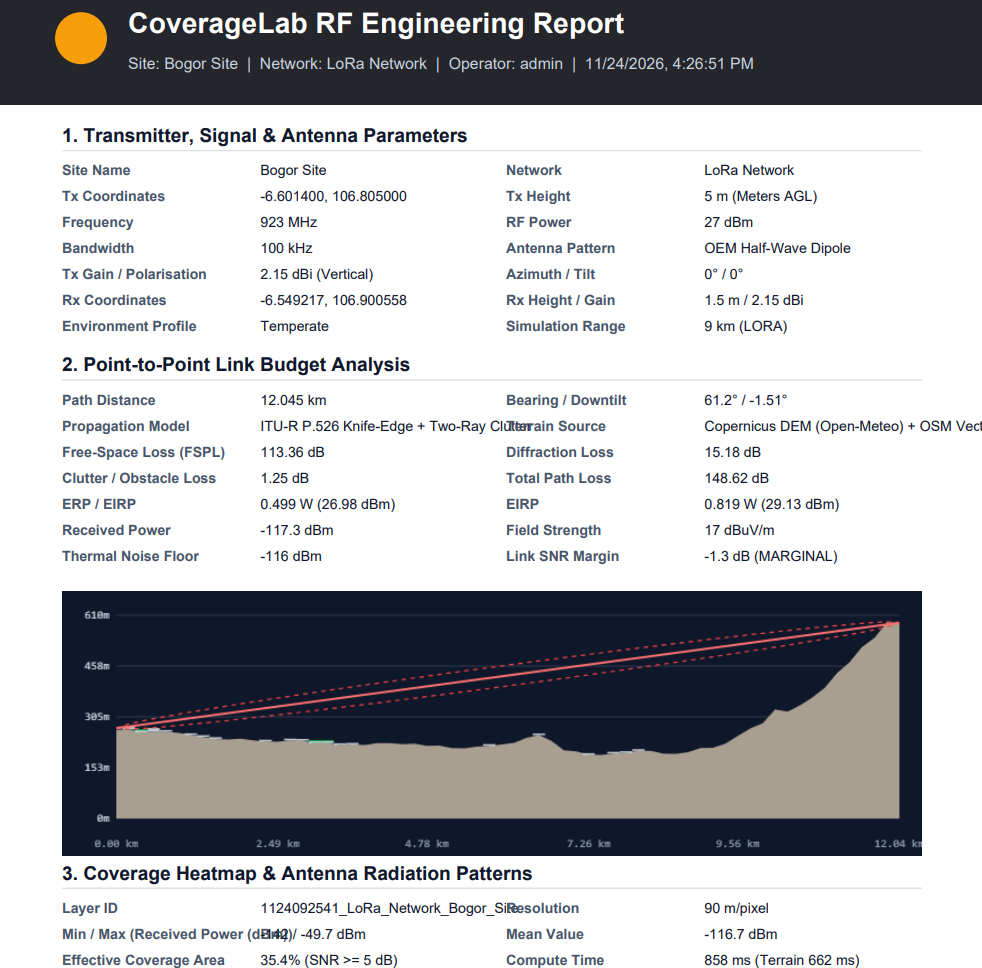 CoverageLab RF Engineering Report
Site: Bogor Site | Network: LoRa Network | Operator: admin | 11/24/2026, 4:26:51 PM
1. Transmitter, Signal & Antenna Parameters
Site Name Bogor Site Network LoRa Network
Tx Coordinates -6.601400, 106.805000 Tx Height 5 m (Meters AGL)
Frequency 923 MHz RF Power 27 dBm
Bandwidth 100 kHz Antenna Pattern OEM Half-Wave Dipole
Tx Gain / Polarisation 2.15 dBi (Vertical) Azimuth / Tilt 0° / 0°
Rx Coordinates -6.549217, 106.900558 Rx Height / Gain 1.5 m / 2.15 dBi
Environment Profile Temperate Simulation Range 9 km (LORA)
2. Point-to-Point Link Budget Analysis
Path Distance 12.045 km Bearing / Downtilt 61.2° / -1.51°
Propagation Model ITU-R P.526 Knife-Edge + Two-Ray Clutter Terrain Source Copernicus DEM (Open-Meteo) + OSM Vect
Free-Space Loss (FSPL) 113.36 dB Diffraction Loss 15.18 dB
Clutter / Obstacle Loss 1.25 dB Total Path Loss 148.62 dB
ERP / EIRP 0.499 W (26.98 dBm) EIRP 0.819 W (29.13 dBm)
Received Power -117.3 dBm Field Strength 17 dBuV/m
Thermal Noise Floor -116 dBm Link SNR Margin -1.3 dB (MARGINAL)
610m
458m
305m
153m
0m
0.00 km 2.49 km 4.78 km 7.26 km 9.56 km 12.04 km
3. Coverage Heatmap & Antenna Radiation Patterns
Layer ID 1124092541_LoRa_Network_Bogor_Site Resolution 90 m/pixel
Min / Max (Received Power (dBm)) -142 / -49.7 dBm Mean Value -116.7 dBm
Effective Coverage Area 35.4% (SNR >= 5 dB) Compute Time 858 ms (Terrain 662 ms)